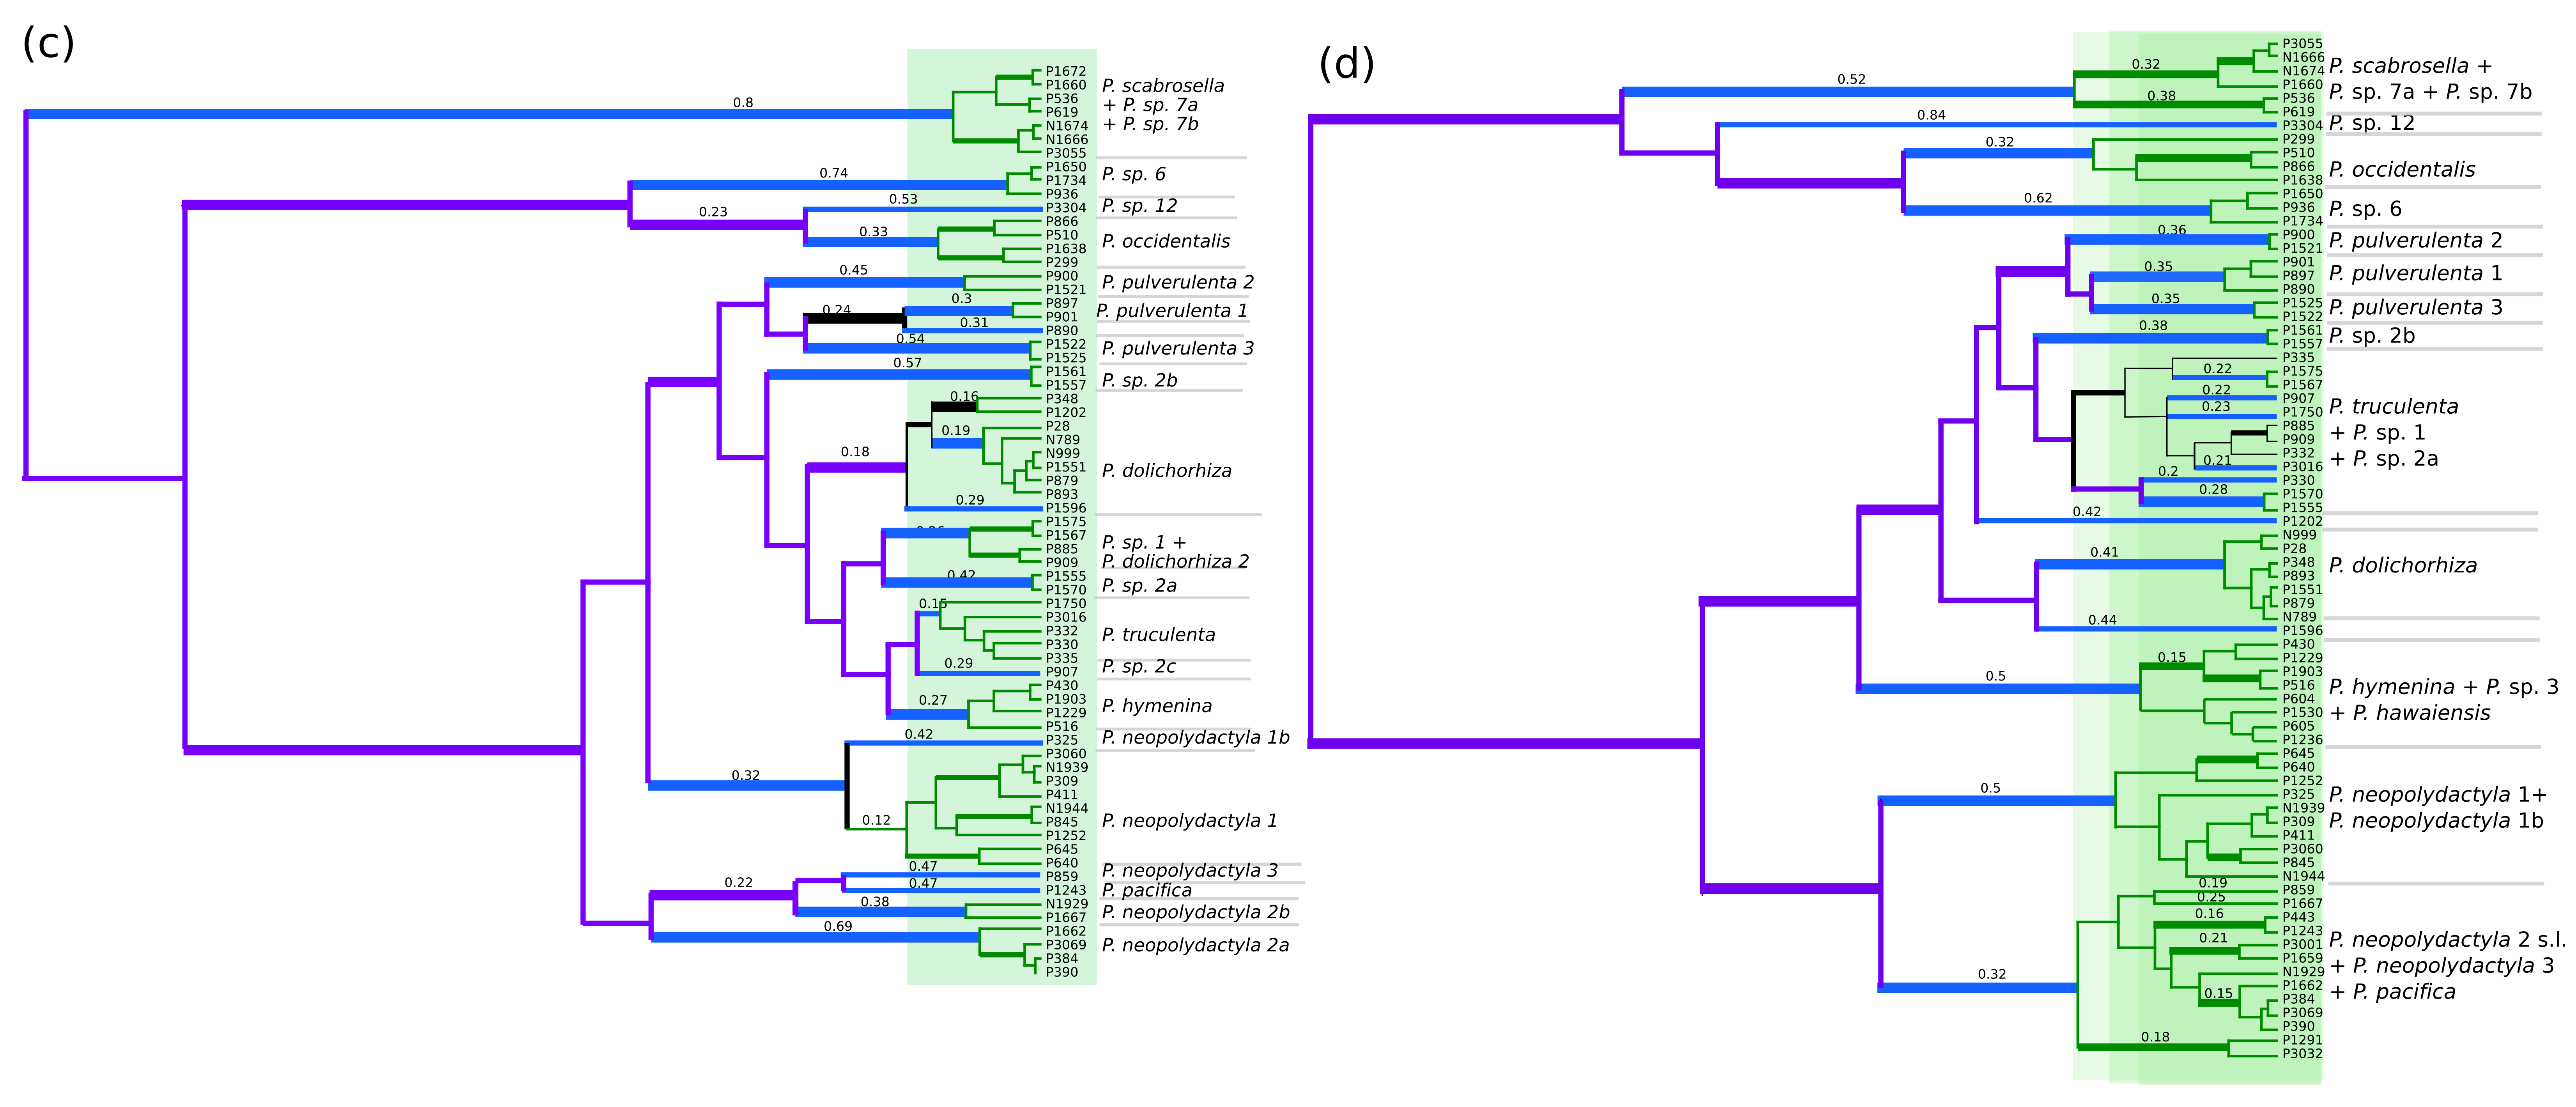 (c)
0.8
P1672
P1660
P536
P619
N1674
N1666
P3055
P. scabrosella
+ P. sp. 7a
+ P. sp. 7b
0.74
P1650
P1734
P936
P. sp. 6
0.23
0.53
P3304
P. sp. 12
0.33
P866
P510
P1638
P299
P. occidentalis
0.45
P900
P1521
P. pulverulenta 2
0.24
0.3
P897
P901
0.31
P890
P. pulverulenta 1
0.54
P1522
P1525
P. pulverulenta 3
0.57
P1561
P1557
P. sp. 2b
0.18
0.16
P348
P1202
0.19
P28
N789
N999
P1551
P879
P893
0.29
P1596
P. dolichorhiza
P1575
P1567
P885
P909
P. sp. 1 +
P. dolichorhiza 2
0.42
P1555
P1570
P. sp. 2a
0.15
P1750
P3016
P332
P330
P335
P. truculenta
0.29
P907
P. sp. 2c
0.27
P430
P1903
P1229
P516
P. hymenina
0.32
0.42
P325
P. neopolydactyla 1b
0.12
P3060
N1939
P309
P411
N1944
P845
P1252
P645
P640
P. neopolydactyla 1
0.22
0.47
P859
P. neopolydactyla 3
0.47
P1243
P. pacifica
0.38
N1929
P1667
P. neopolydactyla 2b
0.69
P1662
P3069
P384
P390
P. neopolydactyla 2a
(d)
0.52
0.32
0.38
P3055
N1666
N1674
P1660
P536
P619
P. scabrosella +
P. sp. 7a + P. sp. 7b
0.84
P3304
P. sp. 12
0.32
P299
P510
P866
P1638
P. occidentalis
0.62
P1650
P936
P1734
P. sp. 6
0.36
P900
P1521
P. pulverulenta 2
0.35
P901
P897
P890
P. pulverulenta 1
0.35
P1525
P1522
P. pulverulenta 3
0.38
P1561
P1557
P. sp. 2b
P335
0.22
P1575
P1567
0.22
P907
0.23
P1750
P885
P909
P332
0.21
P3016
0.2
P330
0.28
P1570
P1555
P. truculenta
+ P. sp. 1
+ P. sp. 2a
0.42
P1202
0.41
N999
P28
P348
P893
P1551
P879
N789
P. dolichorhiza
0.44
P1596
0.5
0.15
P430
P1229
P1903
P516
P604
P1530
P605
P1236
P. hymenina + P. sp. 3
+ P. hawaiensis
0.5
P645
P640
P1252
P325
N1939
P309
P411
P3060
P845
N1944
P. neopolydactyla 1+
P. neopolydactyla 1b
0.32
0.19
P859
0.25
P1667
0.16
P443
P1243
0.21
P3001
P1659
N1929
0.15
P1662
P384
P3069
P390
0.18
P1291
P3032
P. neopolydactyla 2 s.l.
+ P. neopolydactyla 3
+ P. pacifica